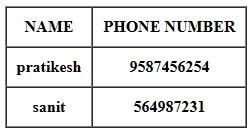 NAME PHONE NUMBER
pratikesh 9587456254
sanit 564987231